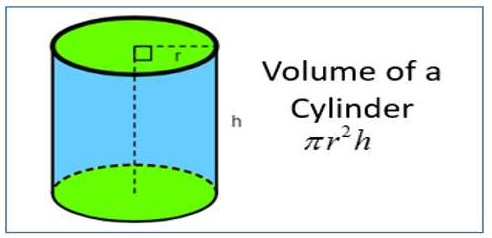 r
h
Volume of a
Cylinder
πr²h